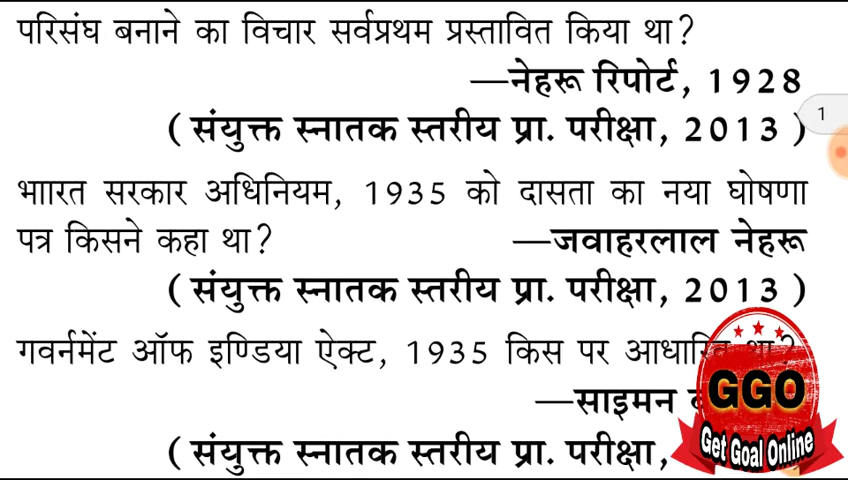 परिसंघ बनाने का विचार सर्वप्रथम प्रस्तावित किया था?
—नेहरू रिपोर्ट, 1928
( संयुक्त स्नातक स्तरीय प्रा. परीक्षा, 2013 )
1
भाारत सरकार अधिनियम, 1935 को दासता का नया घोषणा
पत्र किसने कहा था? —जवाहरलाल नेहरू
( संयुक्त स्नातक स्तरीय प्रा. परीक्षा, 2013 )
गवर्नमेंट ऑफ इण्डिया ऐक्ट, 1935 किस पर आधारित था?
—साइमन
( संयुक्त स्नातक स्तरीय प्रा. परीक्षा,
GGO
Get Goal Online